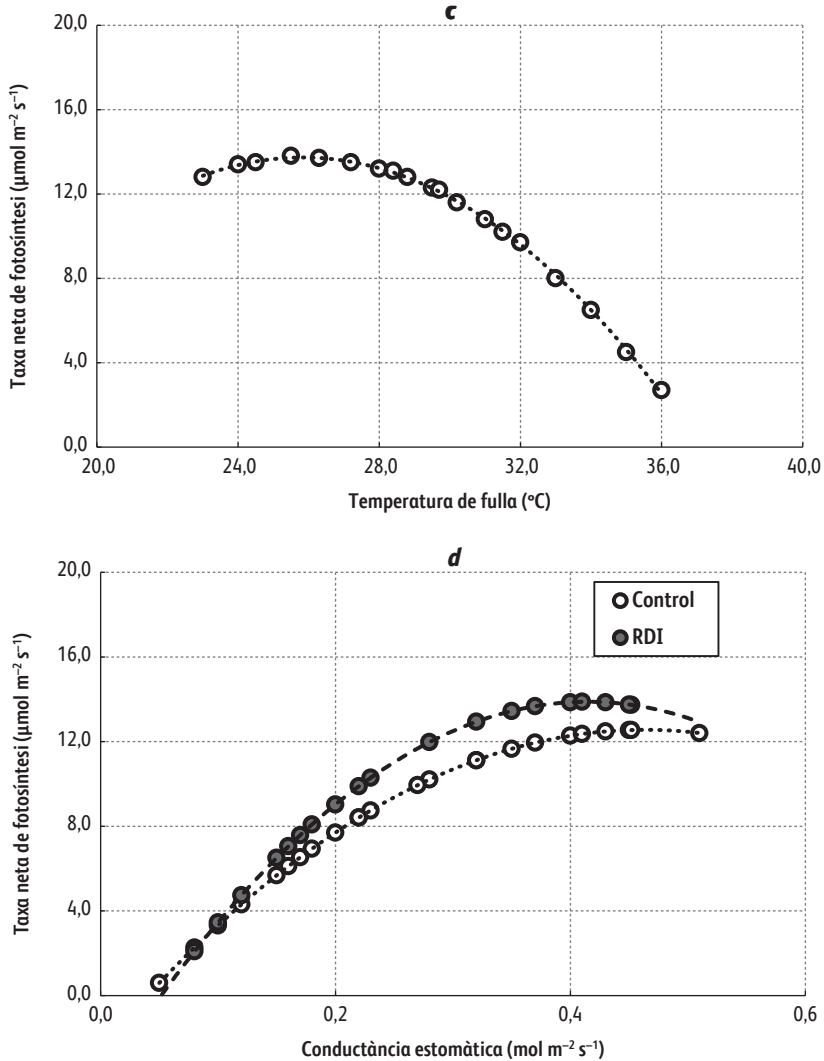 c
Taxa neta de fotosíntesi (μmol m⁻² s⁻¹)
20,0
16,0
12,0
8,0
4,0
0,0
20,0 24,0 28,0 32,0 36,0 40,0
Temperatura de fulla (°C)
d
Taxa neta de fotosíntesi (μmol m⁻² s⁻¹)
20,0
16,0
12,0
8,0
4,0
0,0
Control
RDI
0,0 0,2 0,4 0,6
Conductància estomàtica (mol m⁻² s⁻¹)